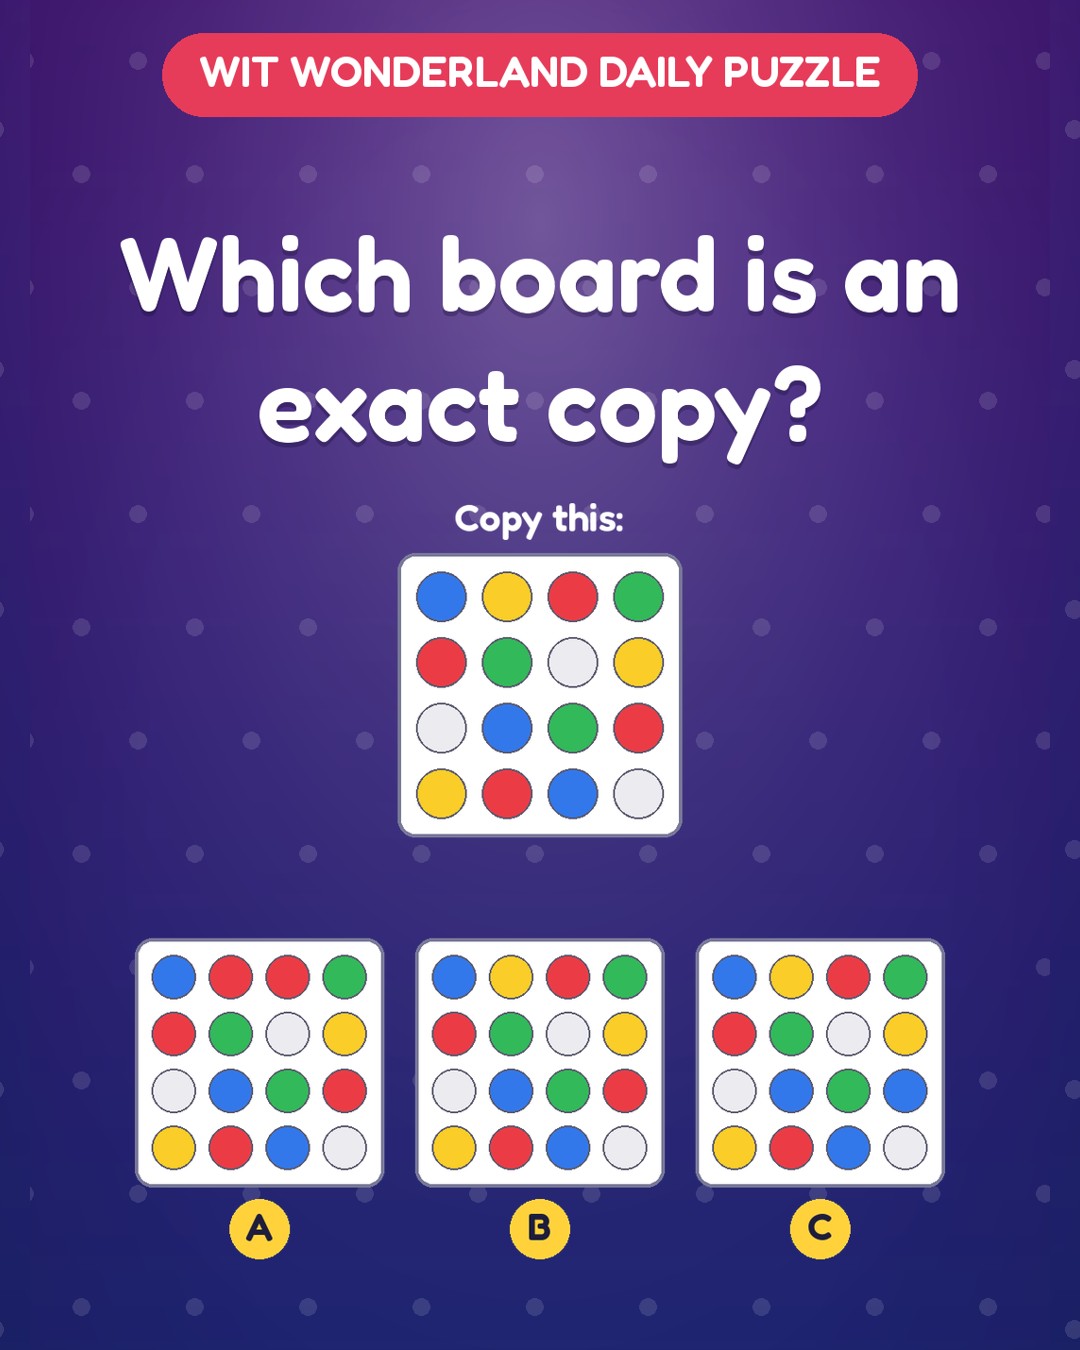 WIT WONDERLAND DAILY PUZZLE
Which board is an
exact copy?
Copy this:
A
B
C